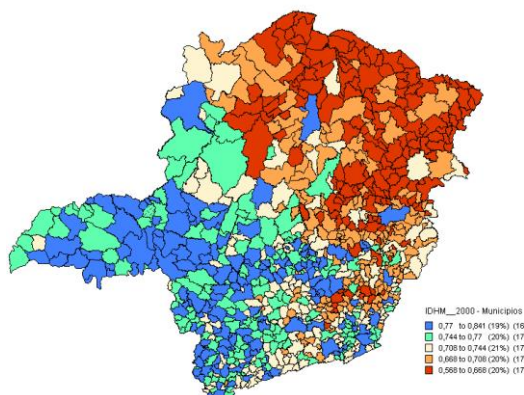 IDHM__2000 - Municípios
0,77 to 0,841 (19%) (16
0,744 to 0,77 (20%) (17
0,708 to 0,744 (21%) (17
0,668 to 0,708 (20%) (17
0,568 to 0,668 (20%) (17